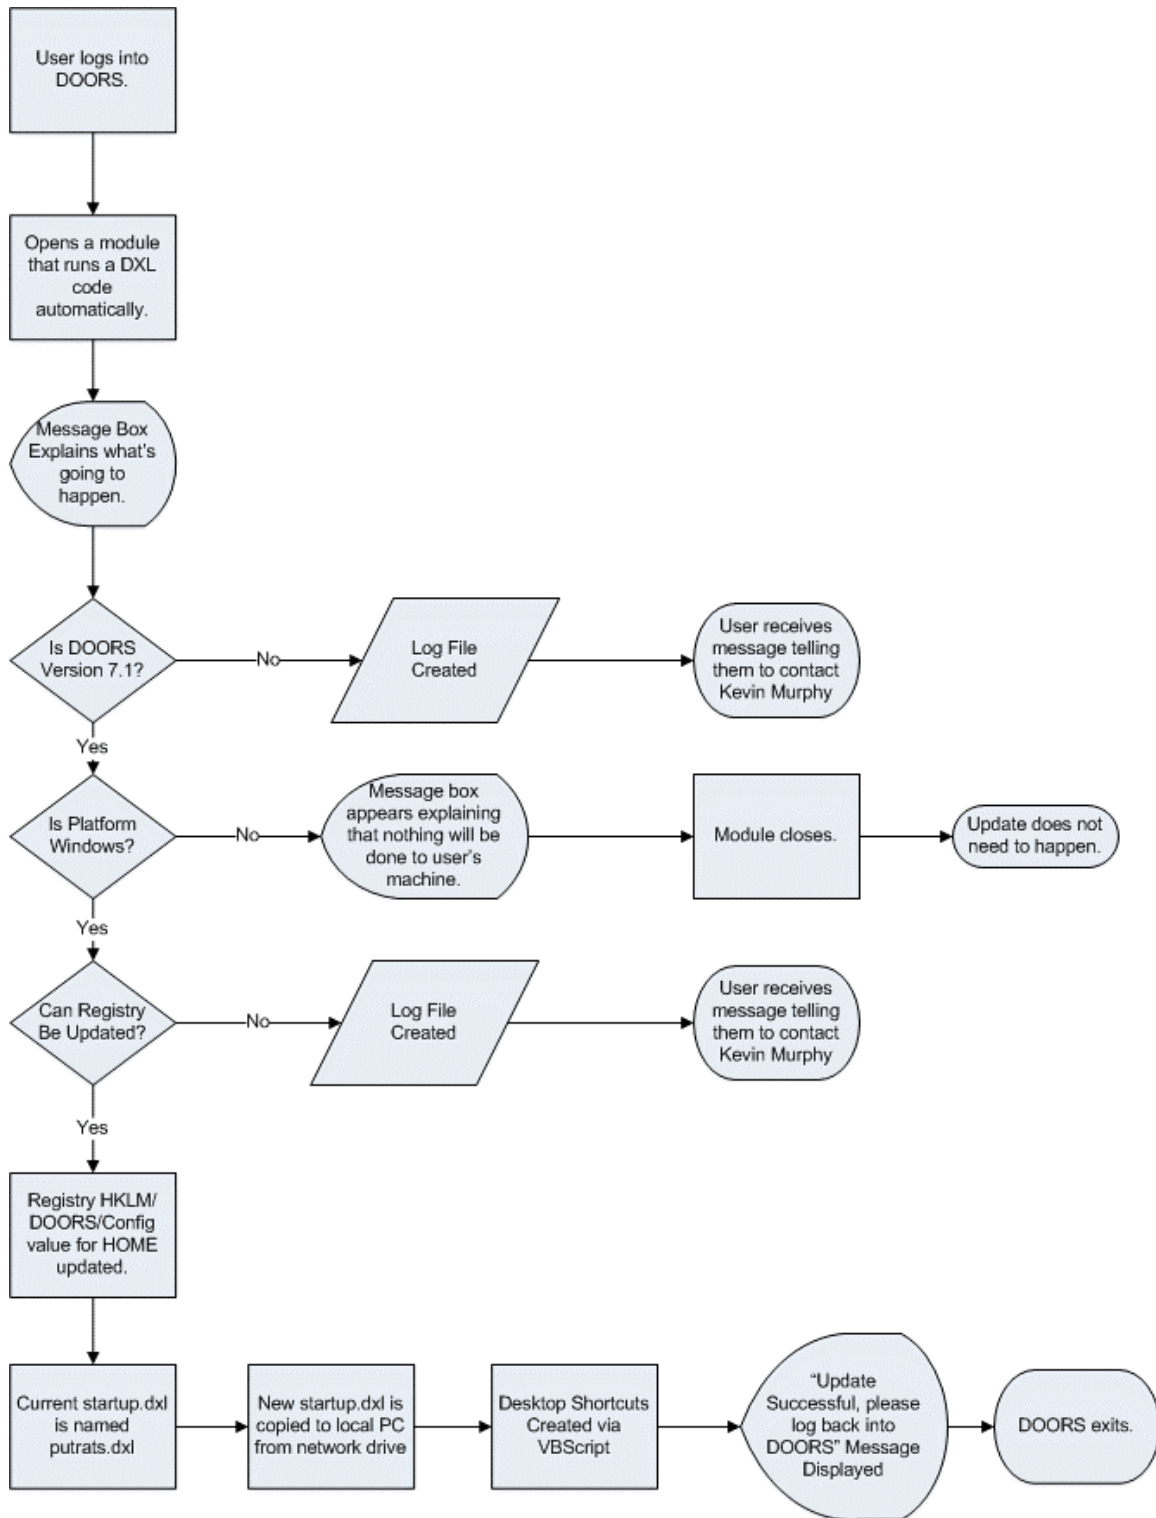 User logs into
DOORS.
Opens a module
that runs a DXL
code
automatically.
Message Box
Explains what's
going to
happen.
Is DOORS
Version 7.1?
No
Log File
Created
User receives
message telling
them to contact
Kevin Murphy
Yes
Is Platform
Windows?
No
Message box
appears explaining
that nothing will be
done to user's
machine.
Module closes.
Update does not
need to happen.
Yes
Can Registry
Be Updated?
No
Log File
Created
User receives
message telling
them to contact
Kevin Murphy
Yes
Registry HKLM/
DOORS/Config
value for HOME
updated.
Current startup.dxl
is named
putrats.dxl
New startup.dxl is
copied to local PC
from network drive
Desktop Shortcuts
Created via
VBScript
“Update
Successful, please
log back into
DOORS” Message
Displayed
DOORS exits.